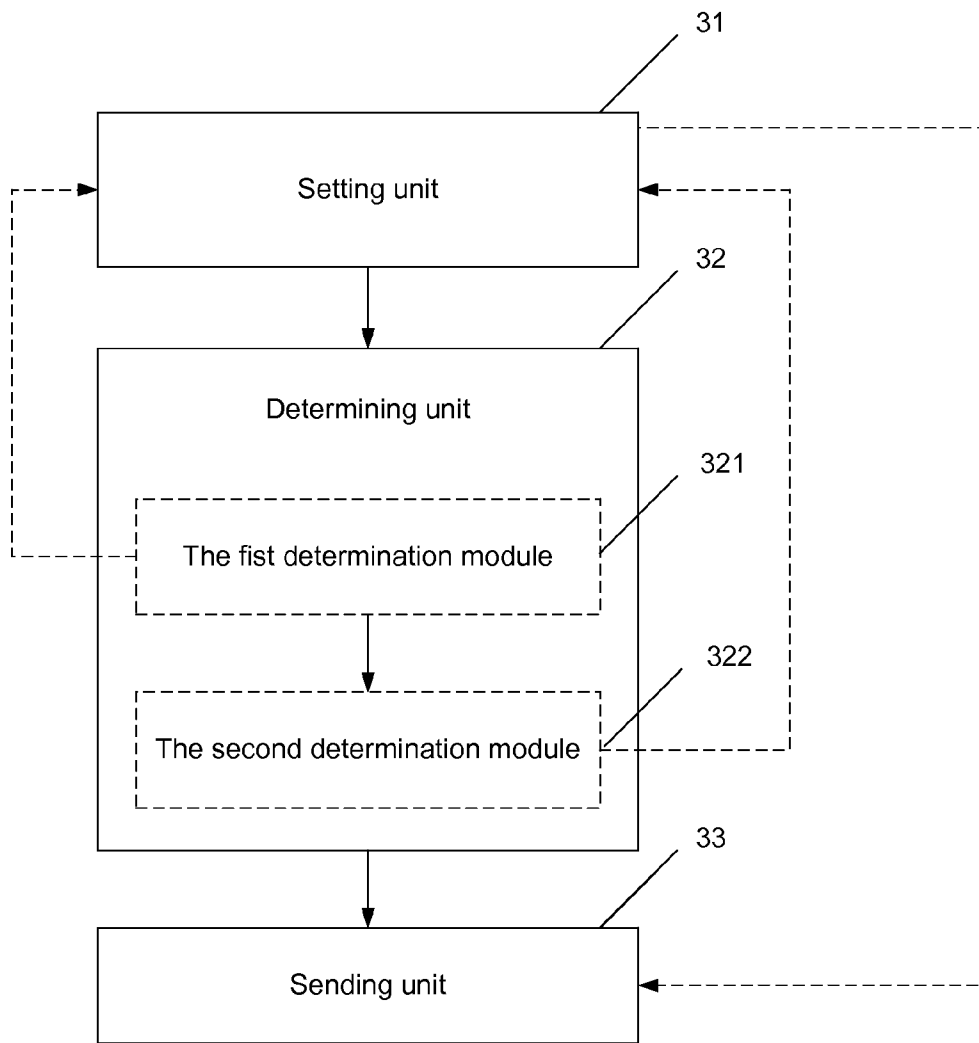 31
Setting unit
32
Determining unit
321
The fist determination module
322
The second determination module
33
Sending unit